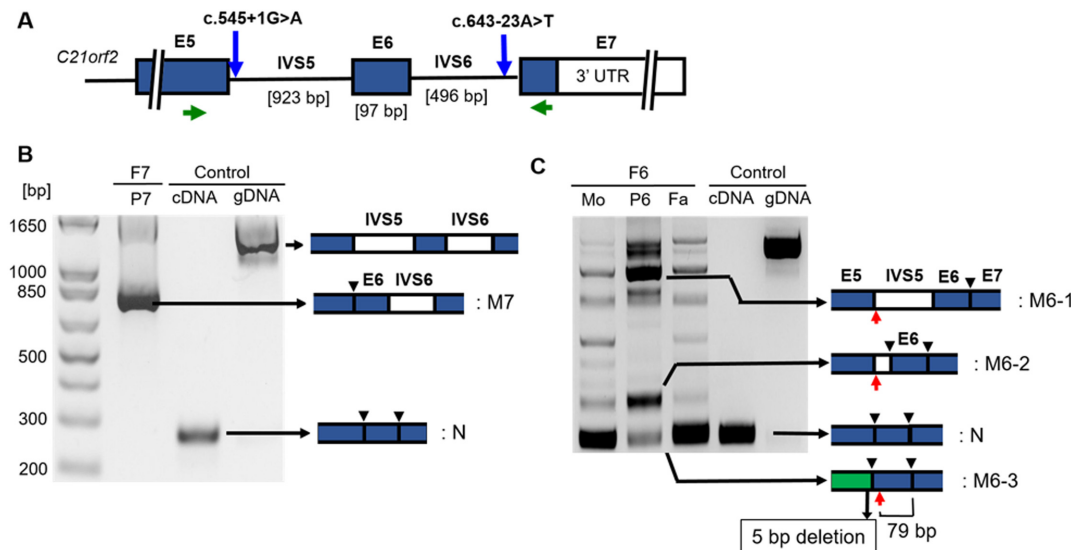 A
c.545+1G>A
c.643-23A>T
C21orf2
E5
IVS5
E6
IVS6
E7
3' UTR
[923 bp]
[97 bp]
[496 bp]
B
F7
Control
[bp]
P7
cDNA
gDNA
1650
1000
850
500
300
200
IVS5
IVS6
E6
IVS6
: M7
: N
C
F6
Control
Mo
P6
Fa
cDNA
gDNA
E5
IVS5
E6
E7
: M6-1
E6
: M6-2
: N
: M6-3
5 bp deletion
79 bp